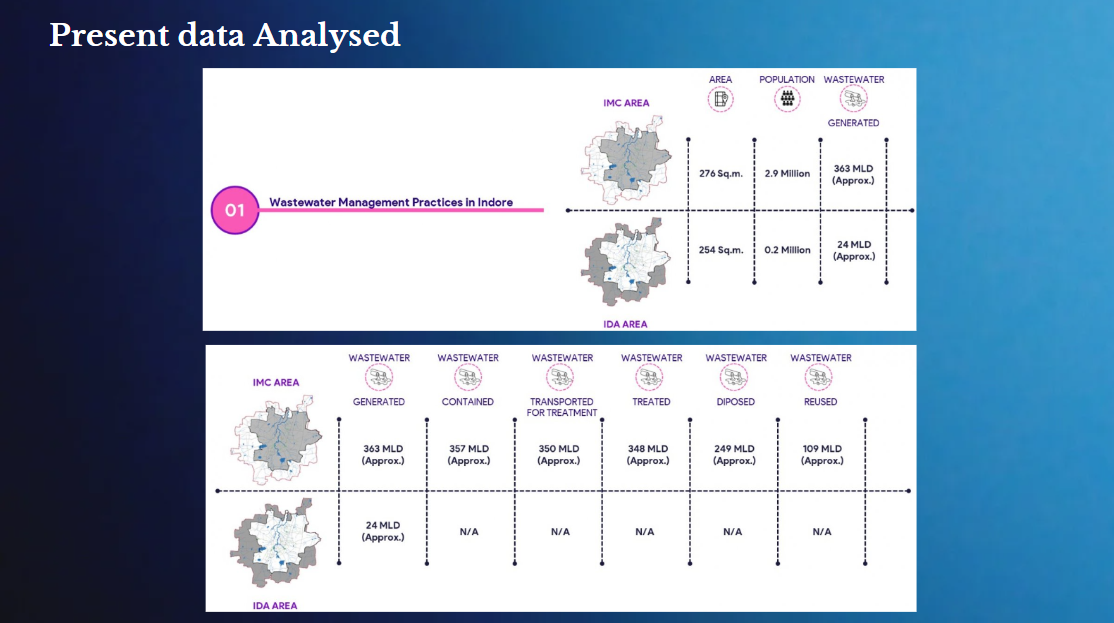 Present data Analysed
AREA
POPULATION
WASTEWATER
GENERATED
IMC AREA
276 Sq.m.
2.9 Million
363 MLD
(Approx.)
01
Wastewater Management Practices in Indore
254 Sq.m.
0.2 Million
24 MLD
(Approx.)
IDA AREA
WASTEWATER
GENERATED
WASTEWATER
CONTAINED
WASTEWATER
TRANSPORTED
FOR TREATMENT
WASTEWATER
TREATED
WASTEWATER
DIPOSED
WASTEWATER
REUSED
IMC AREA
363 MLD
(Approx.)
357 MLD
(Approx.)
350 MLD
(Approx.)
348 MLD
(Approx.)
249 MLD
(Approx.)
109 MLD
(Approx.)
24 MLD
(Approx.)
N/A
N/A
N/A
N/A
N/A
IDA AREA